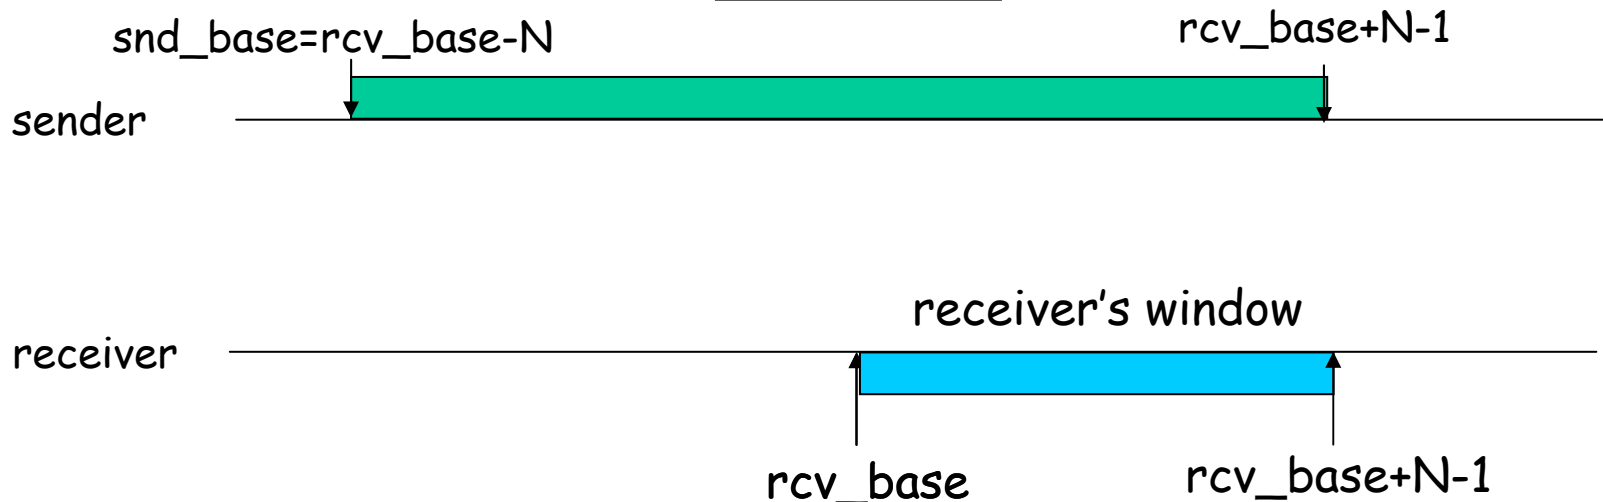 snd_base=rcv_base-N
rcv_base+N-1
sender
receiver's window
receiver
rcv_base
rcv_base+N-1